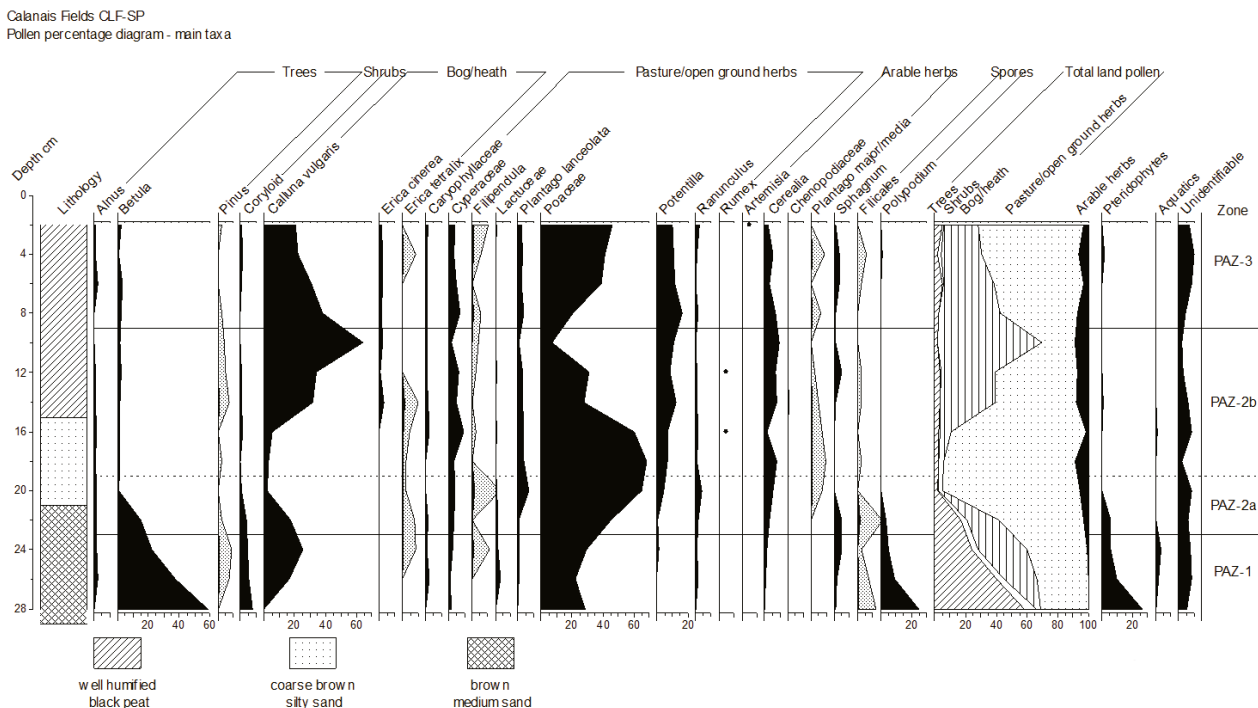 Calanais Fields CLF-SP
Pollen percentage diagram - main taxa
Trees
Shrubs
Bog/heath
Pasture/open ground herbs
Arable herbs
Spores
Total land pollen
Depth cm
Lithology
Alnus
Betula
Pinus
Coryloid
Calluna vulgaris
Erica cinerea
Erica tetralix
Caryophyllaceae
Cyperaceae
Filipendula
Lactuceae
Plantago lanceolata
Poaceae
Potentilla
Ranunculus
Rumex
Artemisia
Cerealia
Chenopodiaceae
Plantago major/media
Sphagnum
Filicales
Polypodium
Trees
Shrubs
Bog/heath
Pasture/open ground herbs
Arable herbs
Pteridophytes
Aquatics
Unidentifiable
Zone
0
4
8
12
16
20
24
28
PAZ-3
PAZ-2b
PAZ-2a
PAZ-1
20 40 60
20 40 60
20 40 60
20
20
20 40 60 80 100
20
well humified
black peat
coarse brown
silty sand
brown
medium sand